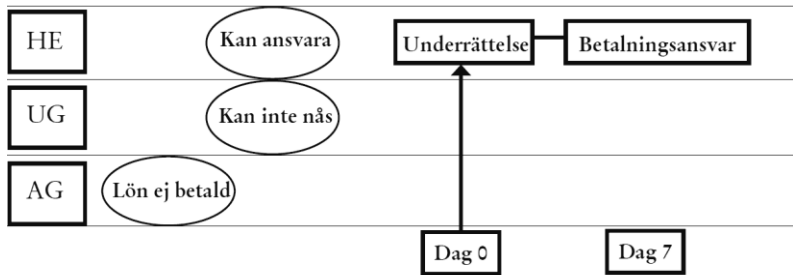 HE
Kan ansvara
Underrättelse
Betalningsansvar
UG
Kan inte nås
AG
Lön ej betald
Dag 0
Dag 7